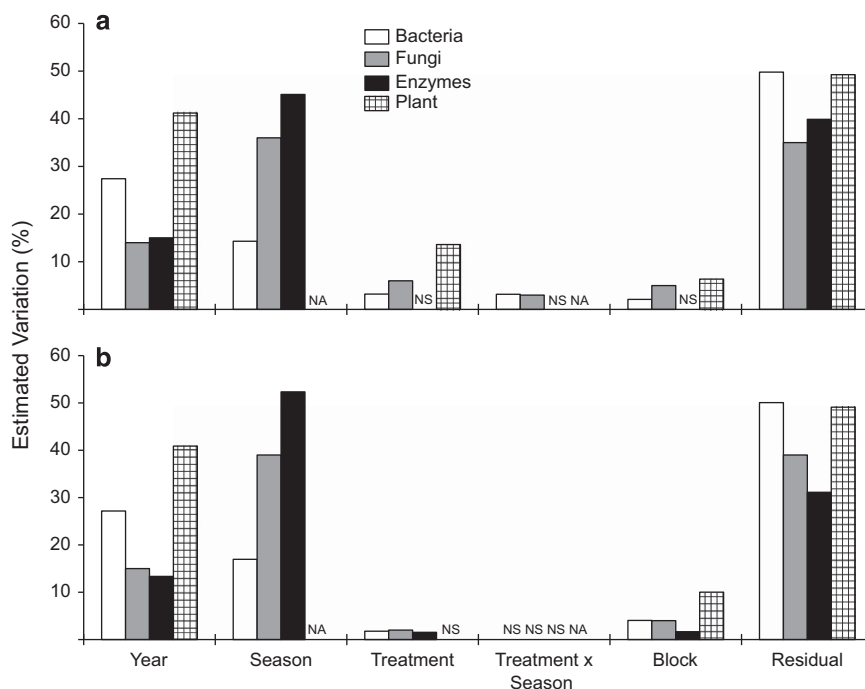 a
60
50
40
30
20
10
Bacteria
Fungi
Enzymes
Plant
NA
NS
NS NA
NS
Estimated Variation (%)
b
60
50
40
30
20
10
NA
NS
NS NS NS NA
Year
Season
Treatment
Treatment x
Season
Block
Residual